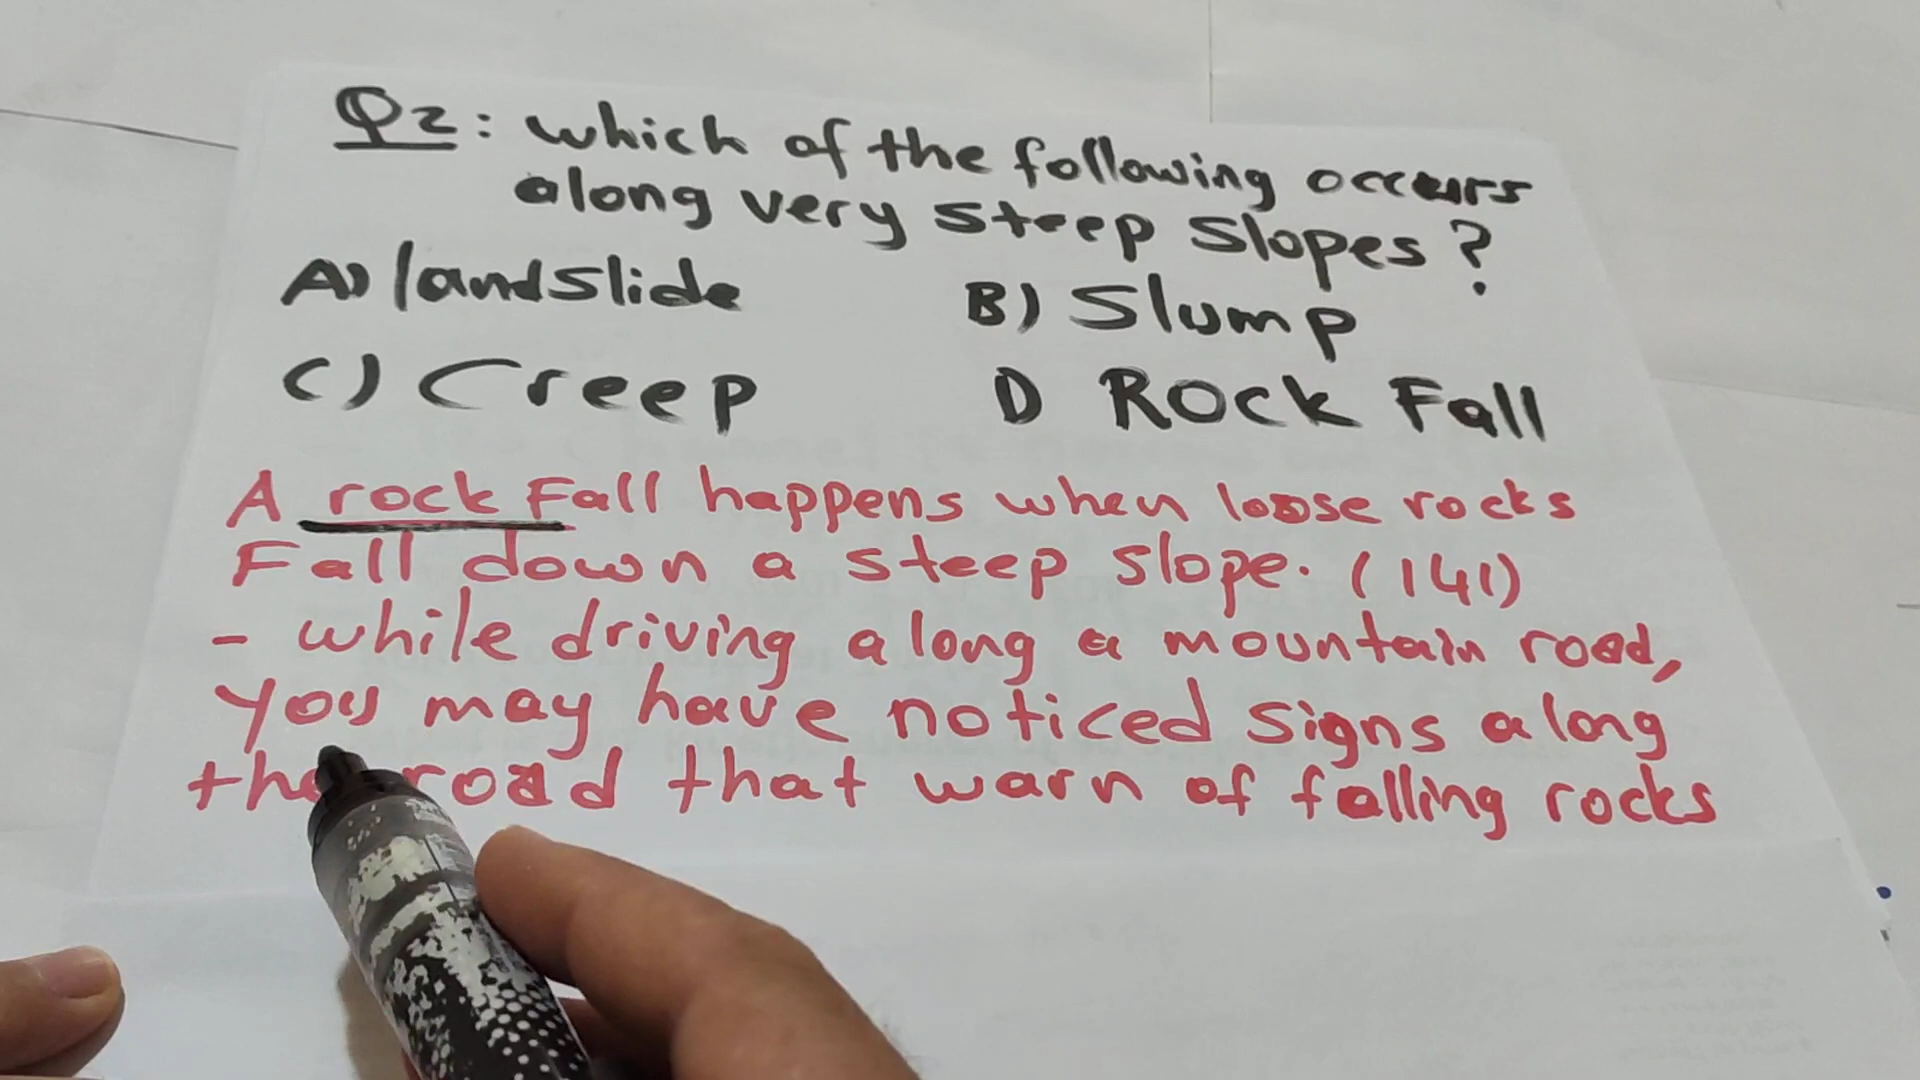 Q2: which of the following occurs
along very steep slopes?
A) landslide
B) Slump
C) Creep
D Rock Fall
A rock Fall happens when loose rocks
Fall down a steep slope. (141)
- while driving along a mountain road,
you may have noticed signs along
the road that warn of falling rocks